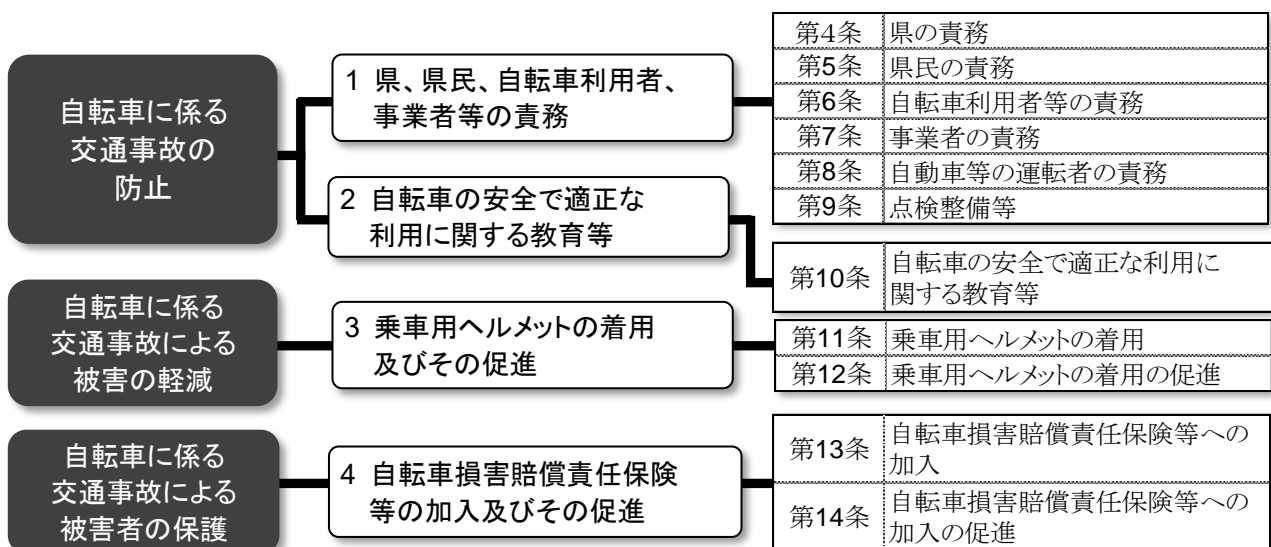 自転車に係る
交通事故の
防止
1 県、県民、自転車利用者、
事業者等の責務
第4条 県の責務
第5条 県民の責務
第6条 自転車利用者等の責務
第7条 事業者の責務
第8条 自動車等の運転者の責務
第9条 点検整備等
2 自転車の安全で適正な
利用に関する教育等
第10条 自転車の安全で適正な利用に
関する教育等
自転車に係る
交通事故による
被害の軽減
3 乗車用ヘルメットの着用
及びその促進
第11条 乗車用ヘルメットの着用
第12条 乗車用ヘルメットの着用の促進
自転車に係る
交通事故による
被害者の保護
4 自転車損害賠償責任保険
等の加入及びその促進
第13条 自転車損害賠償責任保険等への
加入
第14条 自転車損害賠償責任保険等への
加入の促進